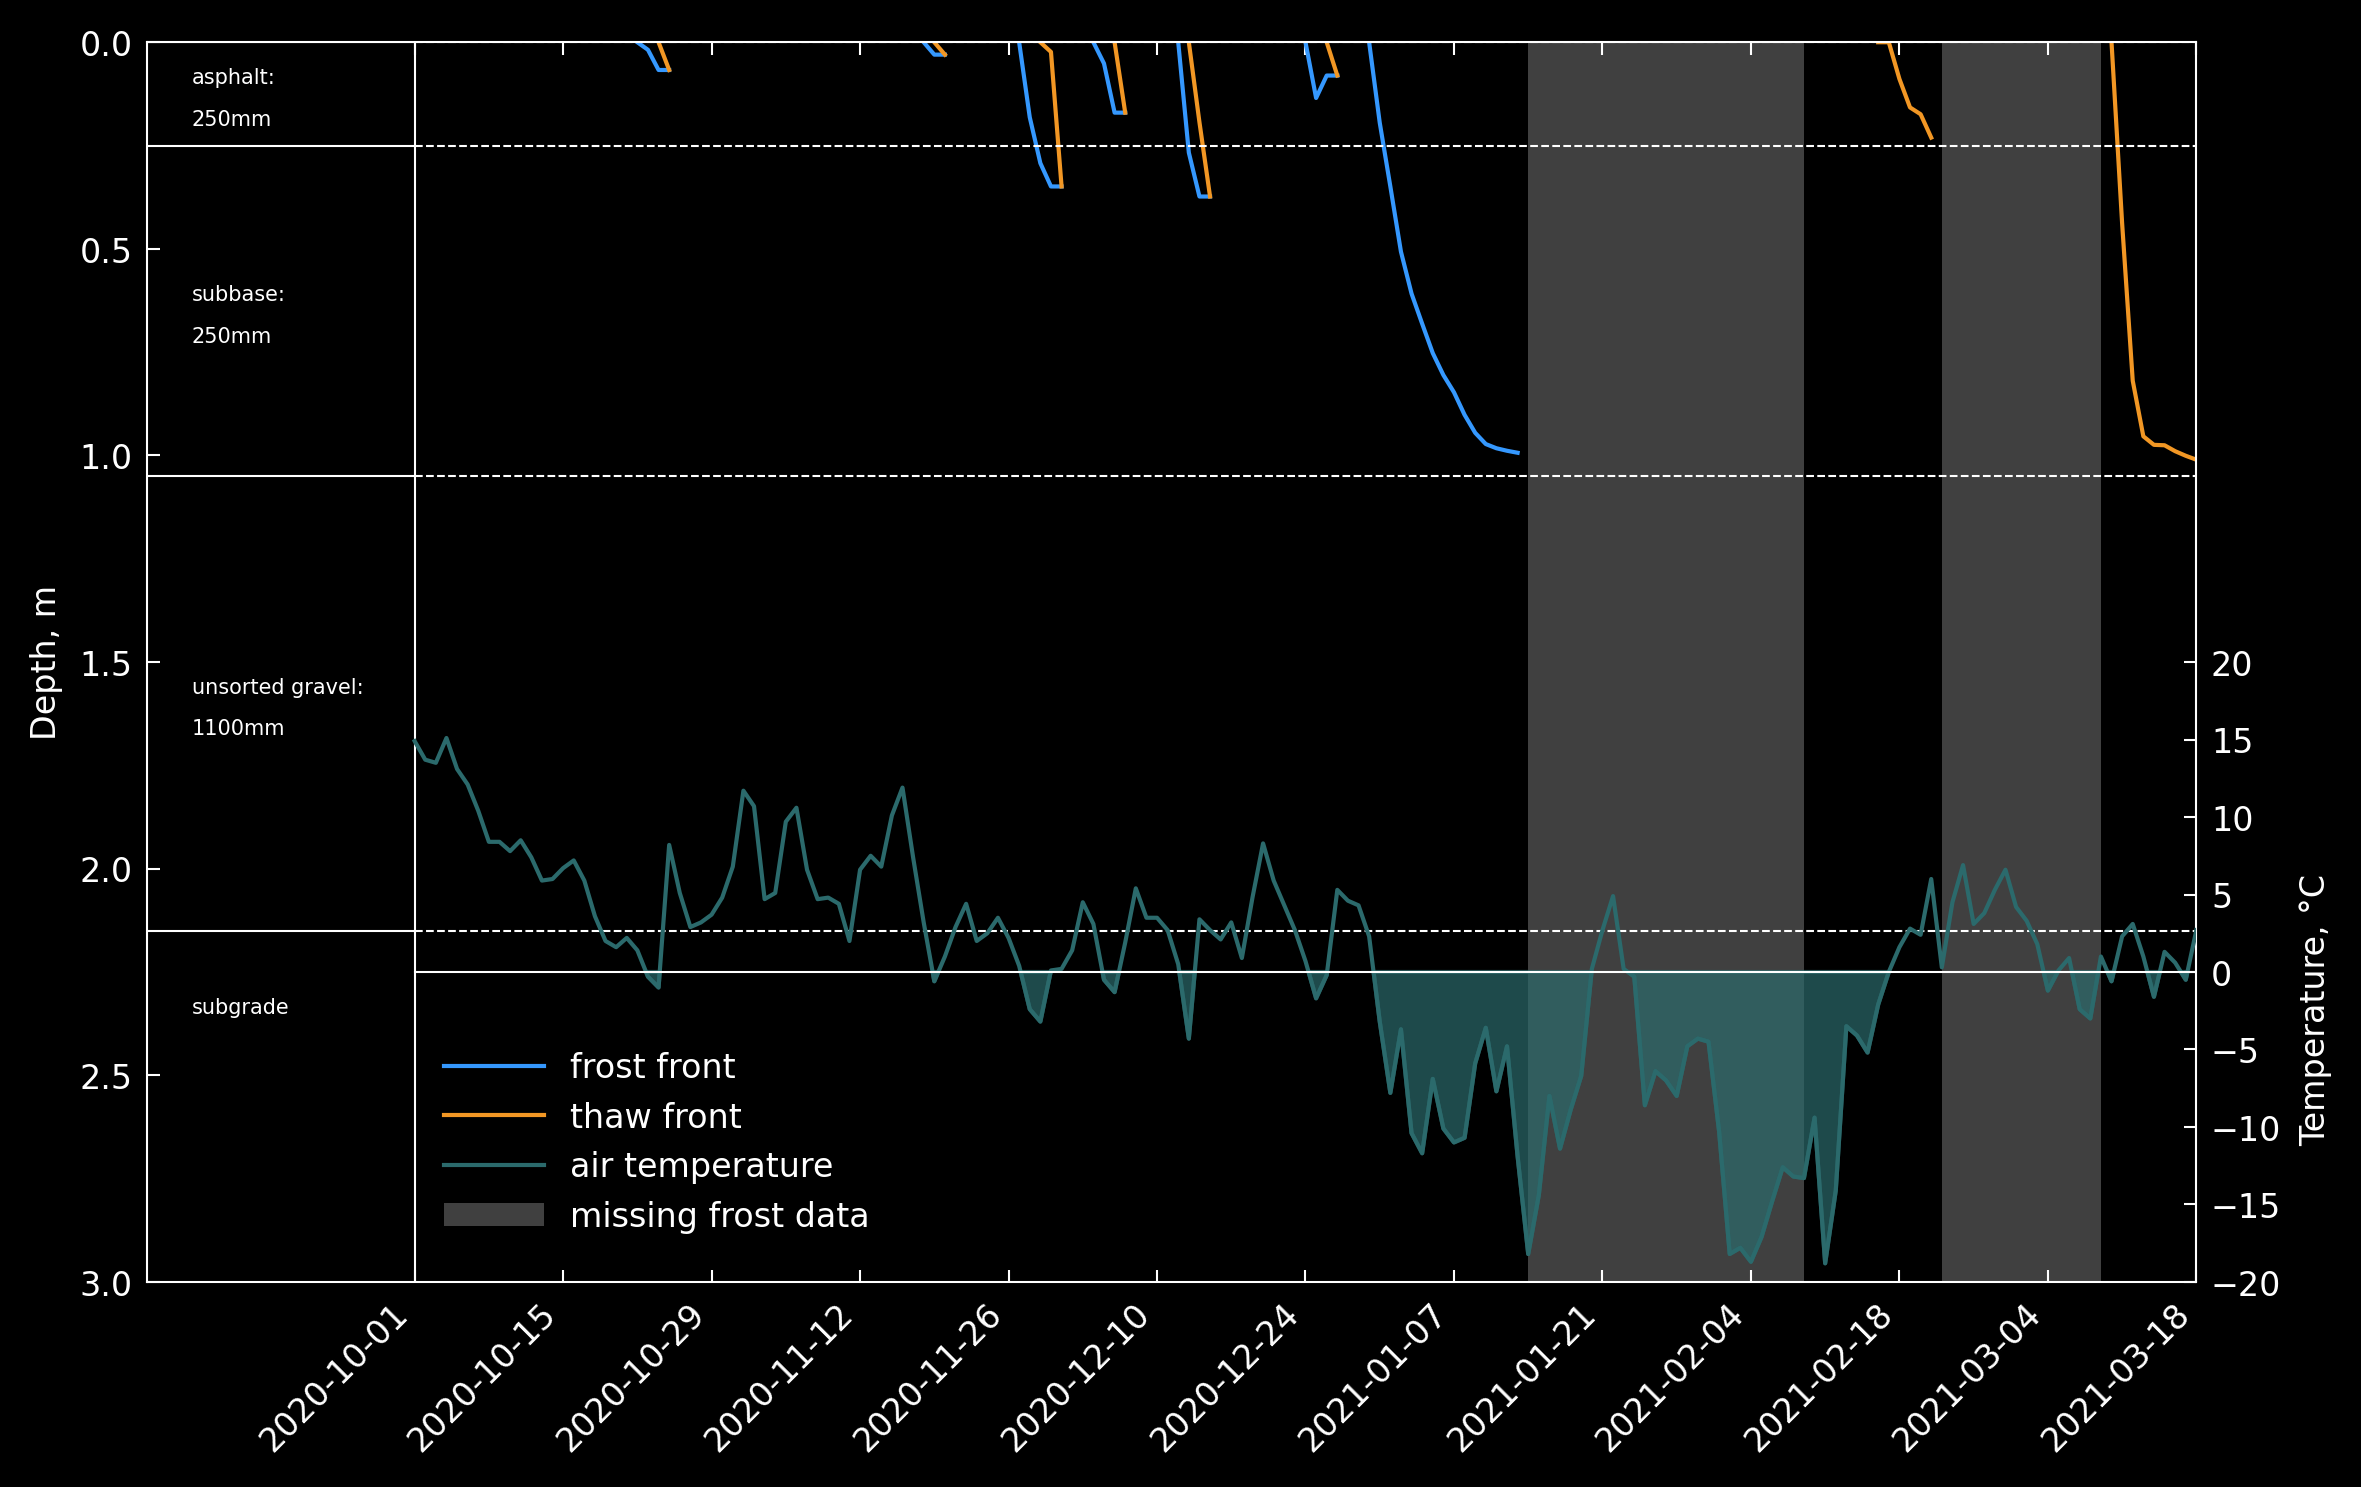 0.0
0.5
1.0
1.5
2.0
2.5
3.0
Depth, m
asphalt:
250mm
subbase:
250mm
unsorted gravel:
1100mm
subgrade
frost front
thaw front
air temperature
missing frost data
20
15
10
5
0
−5
−10
−15
−20
Temperature, °C
2020-10-01
2020-10-15
2020-10-29
2020-11-12
2020-11-26
2020-12-10
2020-12-24
2021-01-07
2021-01-21
2021-02-04
2021-02-18
2021-03-04
2021-03-18